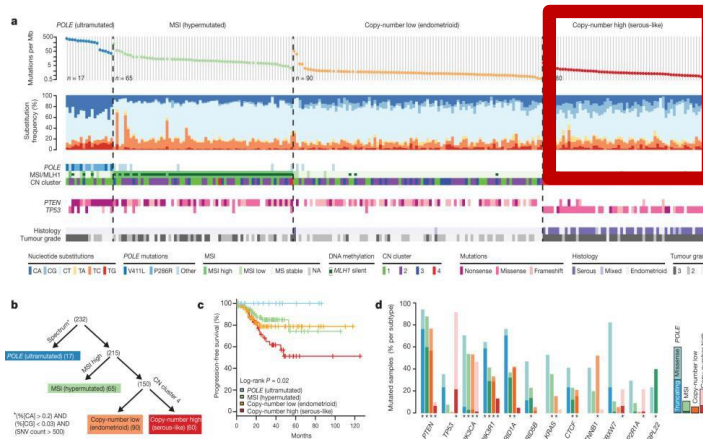 a
POLE (ultramutated)
MSI (hypermutated)
Copy-number low (endometrioid)
Copy-number high (serous-like)
Mutations per Mb
500
50
5
0.5
n = 17
n = 65
n = 90
60
Substitution frequency (%)
100
80
60
40
20
0
POLE
MSI/MLH1
CN cluster
PTEN
TP53
Histology
Tumour grade
Nucleotide substitutions
POLE mutations
MSI
DNA methylation
CN cluster
Mutations
Histology
Tumour grad
CA CG CT TA TC TG
V411L P286R Other
MSI high MSI low MS stable NA
MLH1 silent
1 2 3 4
Nonsense Missense Frameshift
Serous Mixed Endometrioid
3 2
b
(232)
Spectrum*
POLE (ultramutated) (17)
(215)
MSI high
MSI (hypermutated) (65)
CN cluster 4
(150)
Copy-number low (endometrioid) (90)
Copy-number high (serous-like) (60)
*(%[CA] > 0.2) AND
(%[CG] < 0.03) AND
(SNV count > 500)
c
Progression-free survival (%)
100
80
60
40
20
0
Log-rank P = 0.02
POLE (ultramutated)
MSI (hypermutated)
Copy-number low (endometrioid)
Copy-number high (serous-like)
0 20 40 60 80 100 120
Months
d
Mutated samples (% per subtype)
100
80
60
40
20
0
PTEN
TP53
PIK3CA
PIK3R1
KRAS
CTCF
RPL22
Truncating
Missense
POLE
MSI
Copy-number low